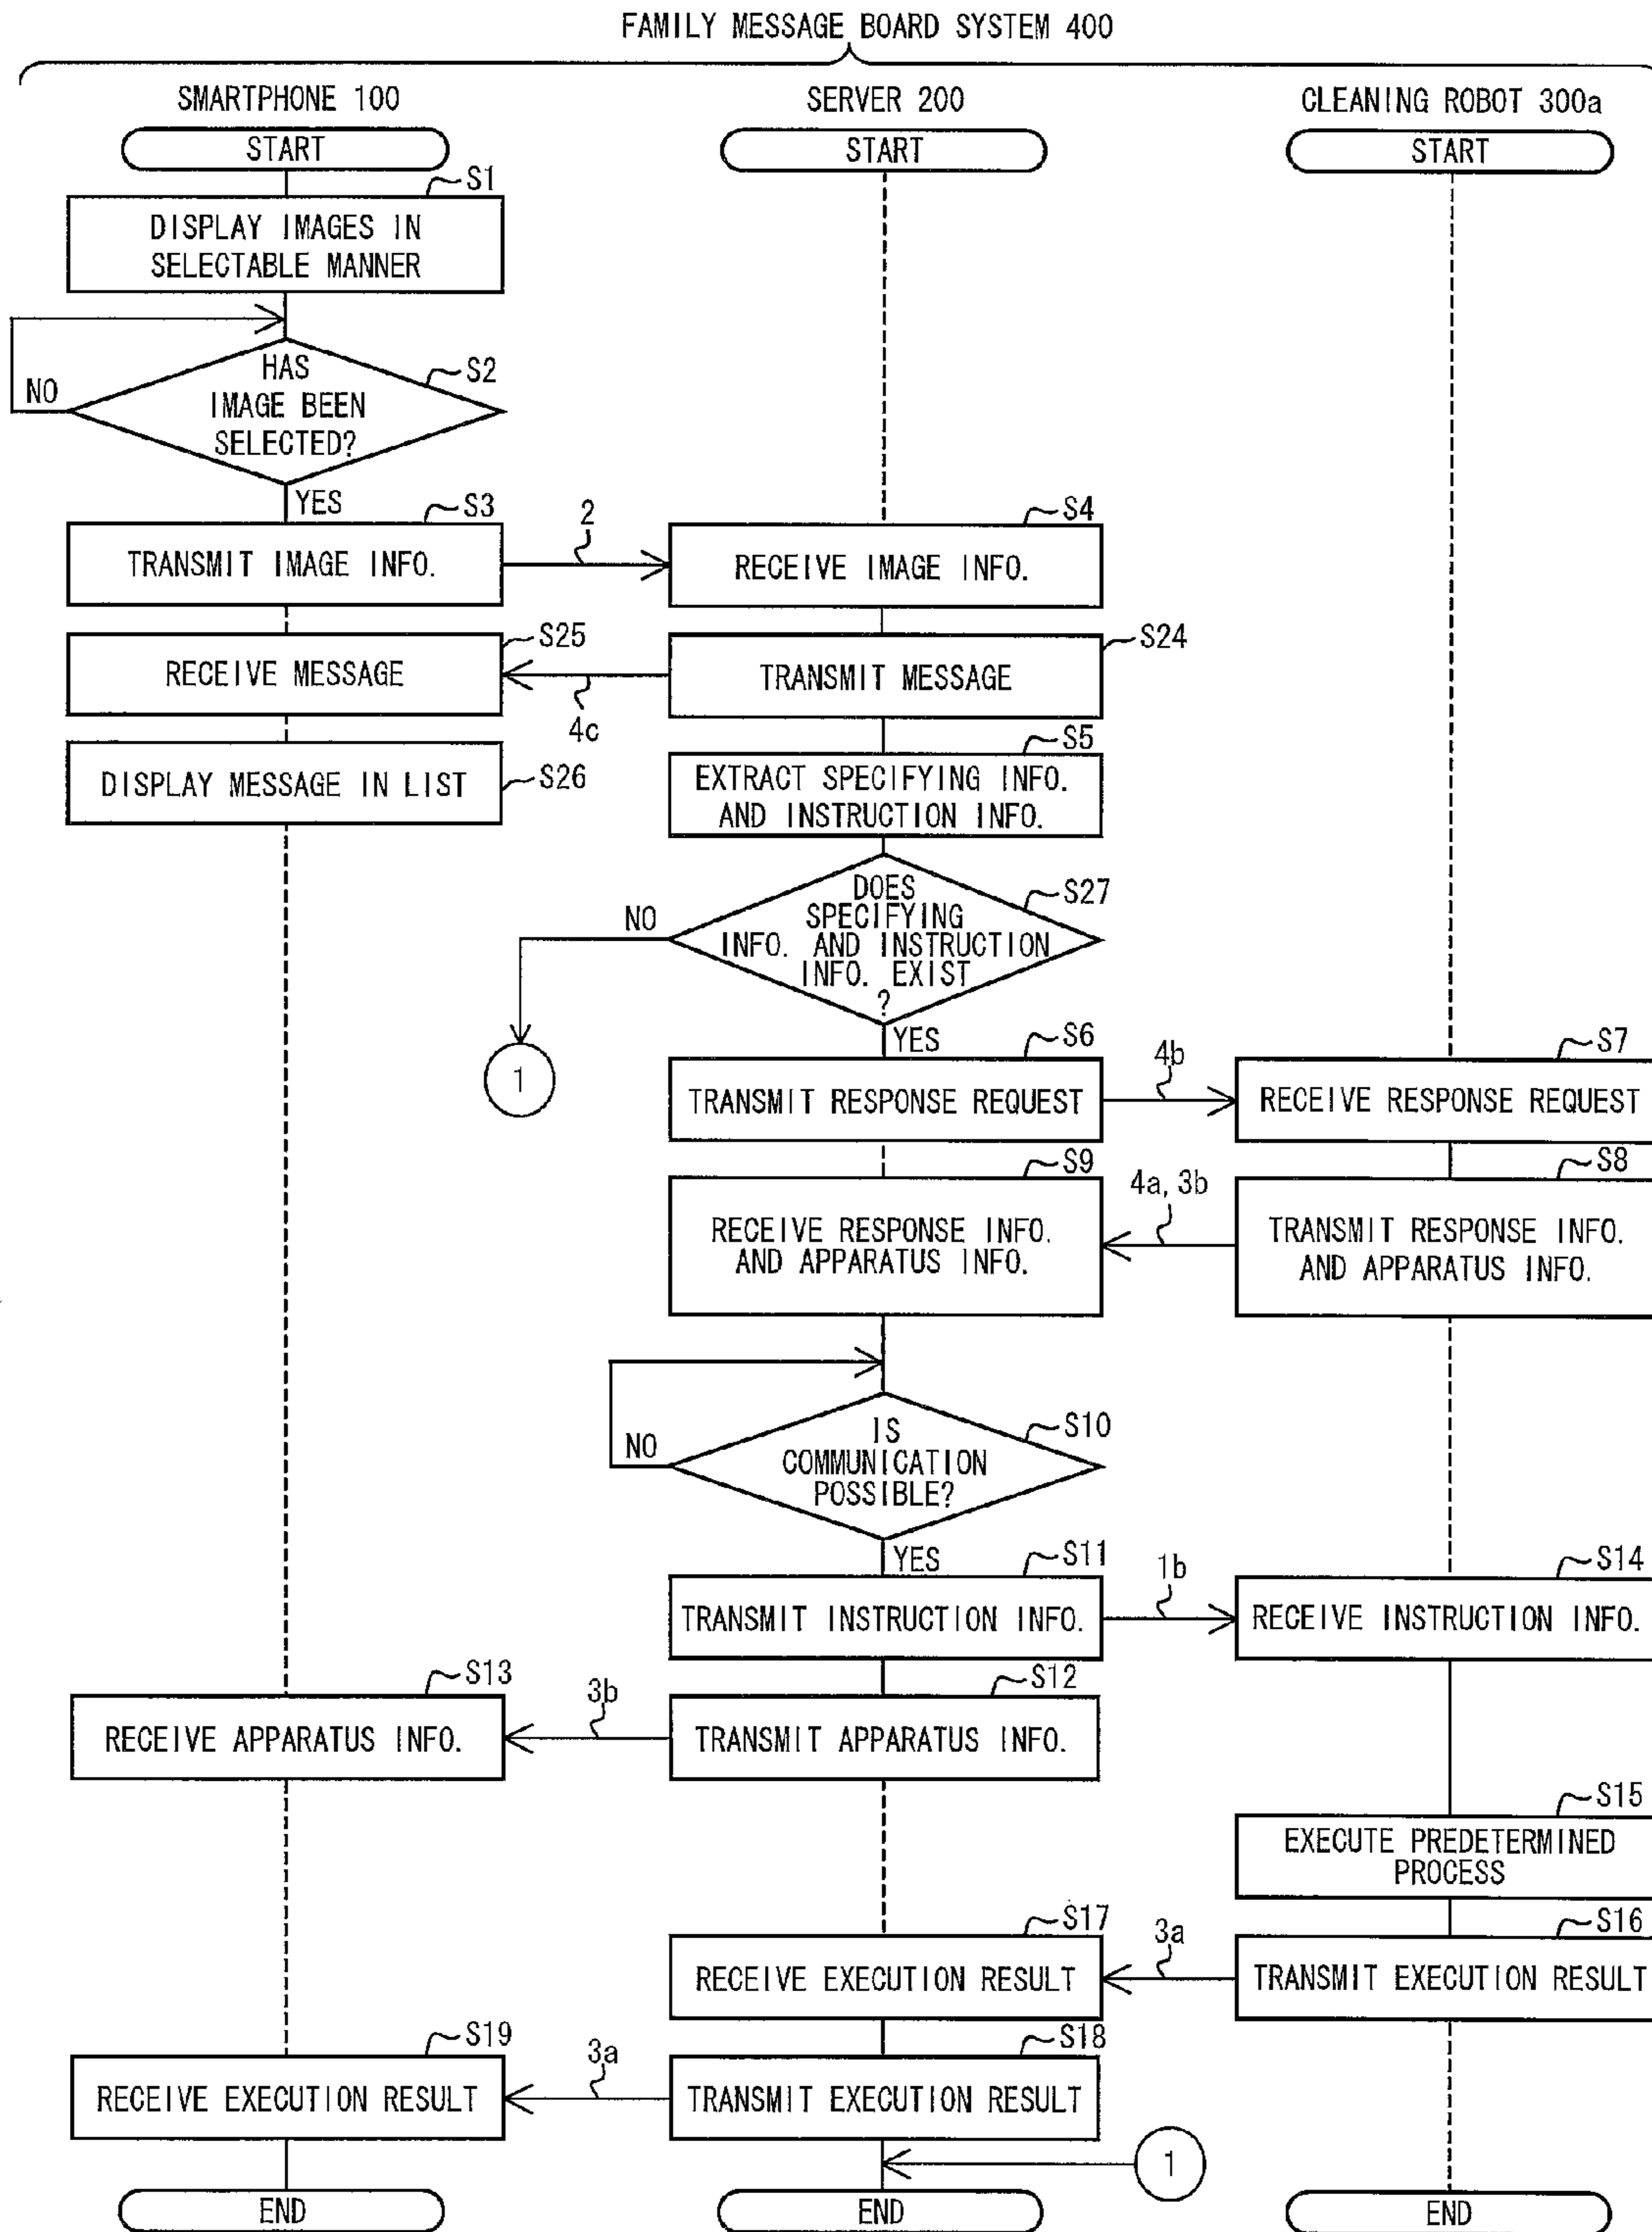 FAMILY MESSAGE BOARD SYSTEM 400
SMARTPHONE 100
SERVER 200
CLEANING ROBOT 300a
START
START
START
S1
DISPLAY IMAGES IN
SELECTABLE MANNER
S2
HAS
IMAGE BEEN
SELECTED?
NO
YES
S3
TRANSMIT IMAGE INFO.
2
S4
RECEIVE IMAGE INFO.
S25
RECEIVE MESSAGE
4c
S24
TRANSMIT MESSAGE
S26
DISPLAY MESSAGE IN LIST
S5
EXTRACT SPECIFYING INFO.
AND INSTRUCTION INFO.
S27
DOES
SPECIFYING
INFO. AND INSTRUCTION
INFO. EXIST
?
NO
YES
1
S6
TRANSMIT RESPONSE REQUEST
4b
S7
RECEIVE RESPONSE REQUEST
S9
RECEIVE RESPONSE INFO.
AND APPARATUS INFO.
4a, 3b
S8
TRANSMIT RESPONSE INFO.
AND APPARATUS INFO.
S10
IS
COMMUNICATION
POSSIBLE?
NO
YES
S11
TRANSMIT INSTRUCTION INFO.
1b
S14
RECEIVE INSTRUCTION INFO.
S13
RECEIVE APPARATUS INFO.
3b
S12
TRANSMIT APPARATUS INFO.
S15
EXECUTE PREDETERMINED
PROCESS
S17
RECEIVE EXECUTION RESULT
3a
S16
TRANSMIT EXECUTION RESULT
S19
RECEIVE EXECUTION RESULT
3a
S18
TRANSMIT EXECUTION RESULT
1
END
END
END